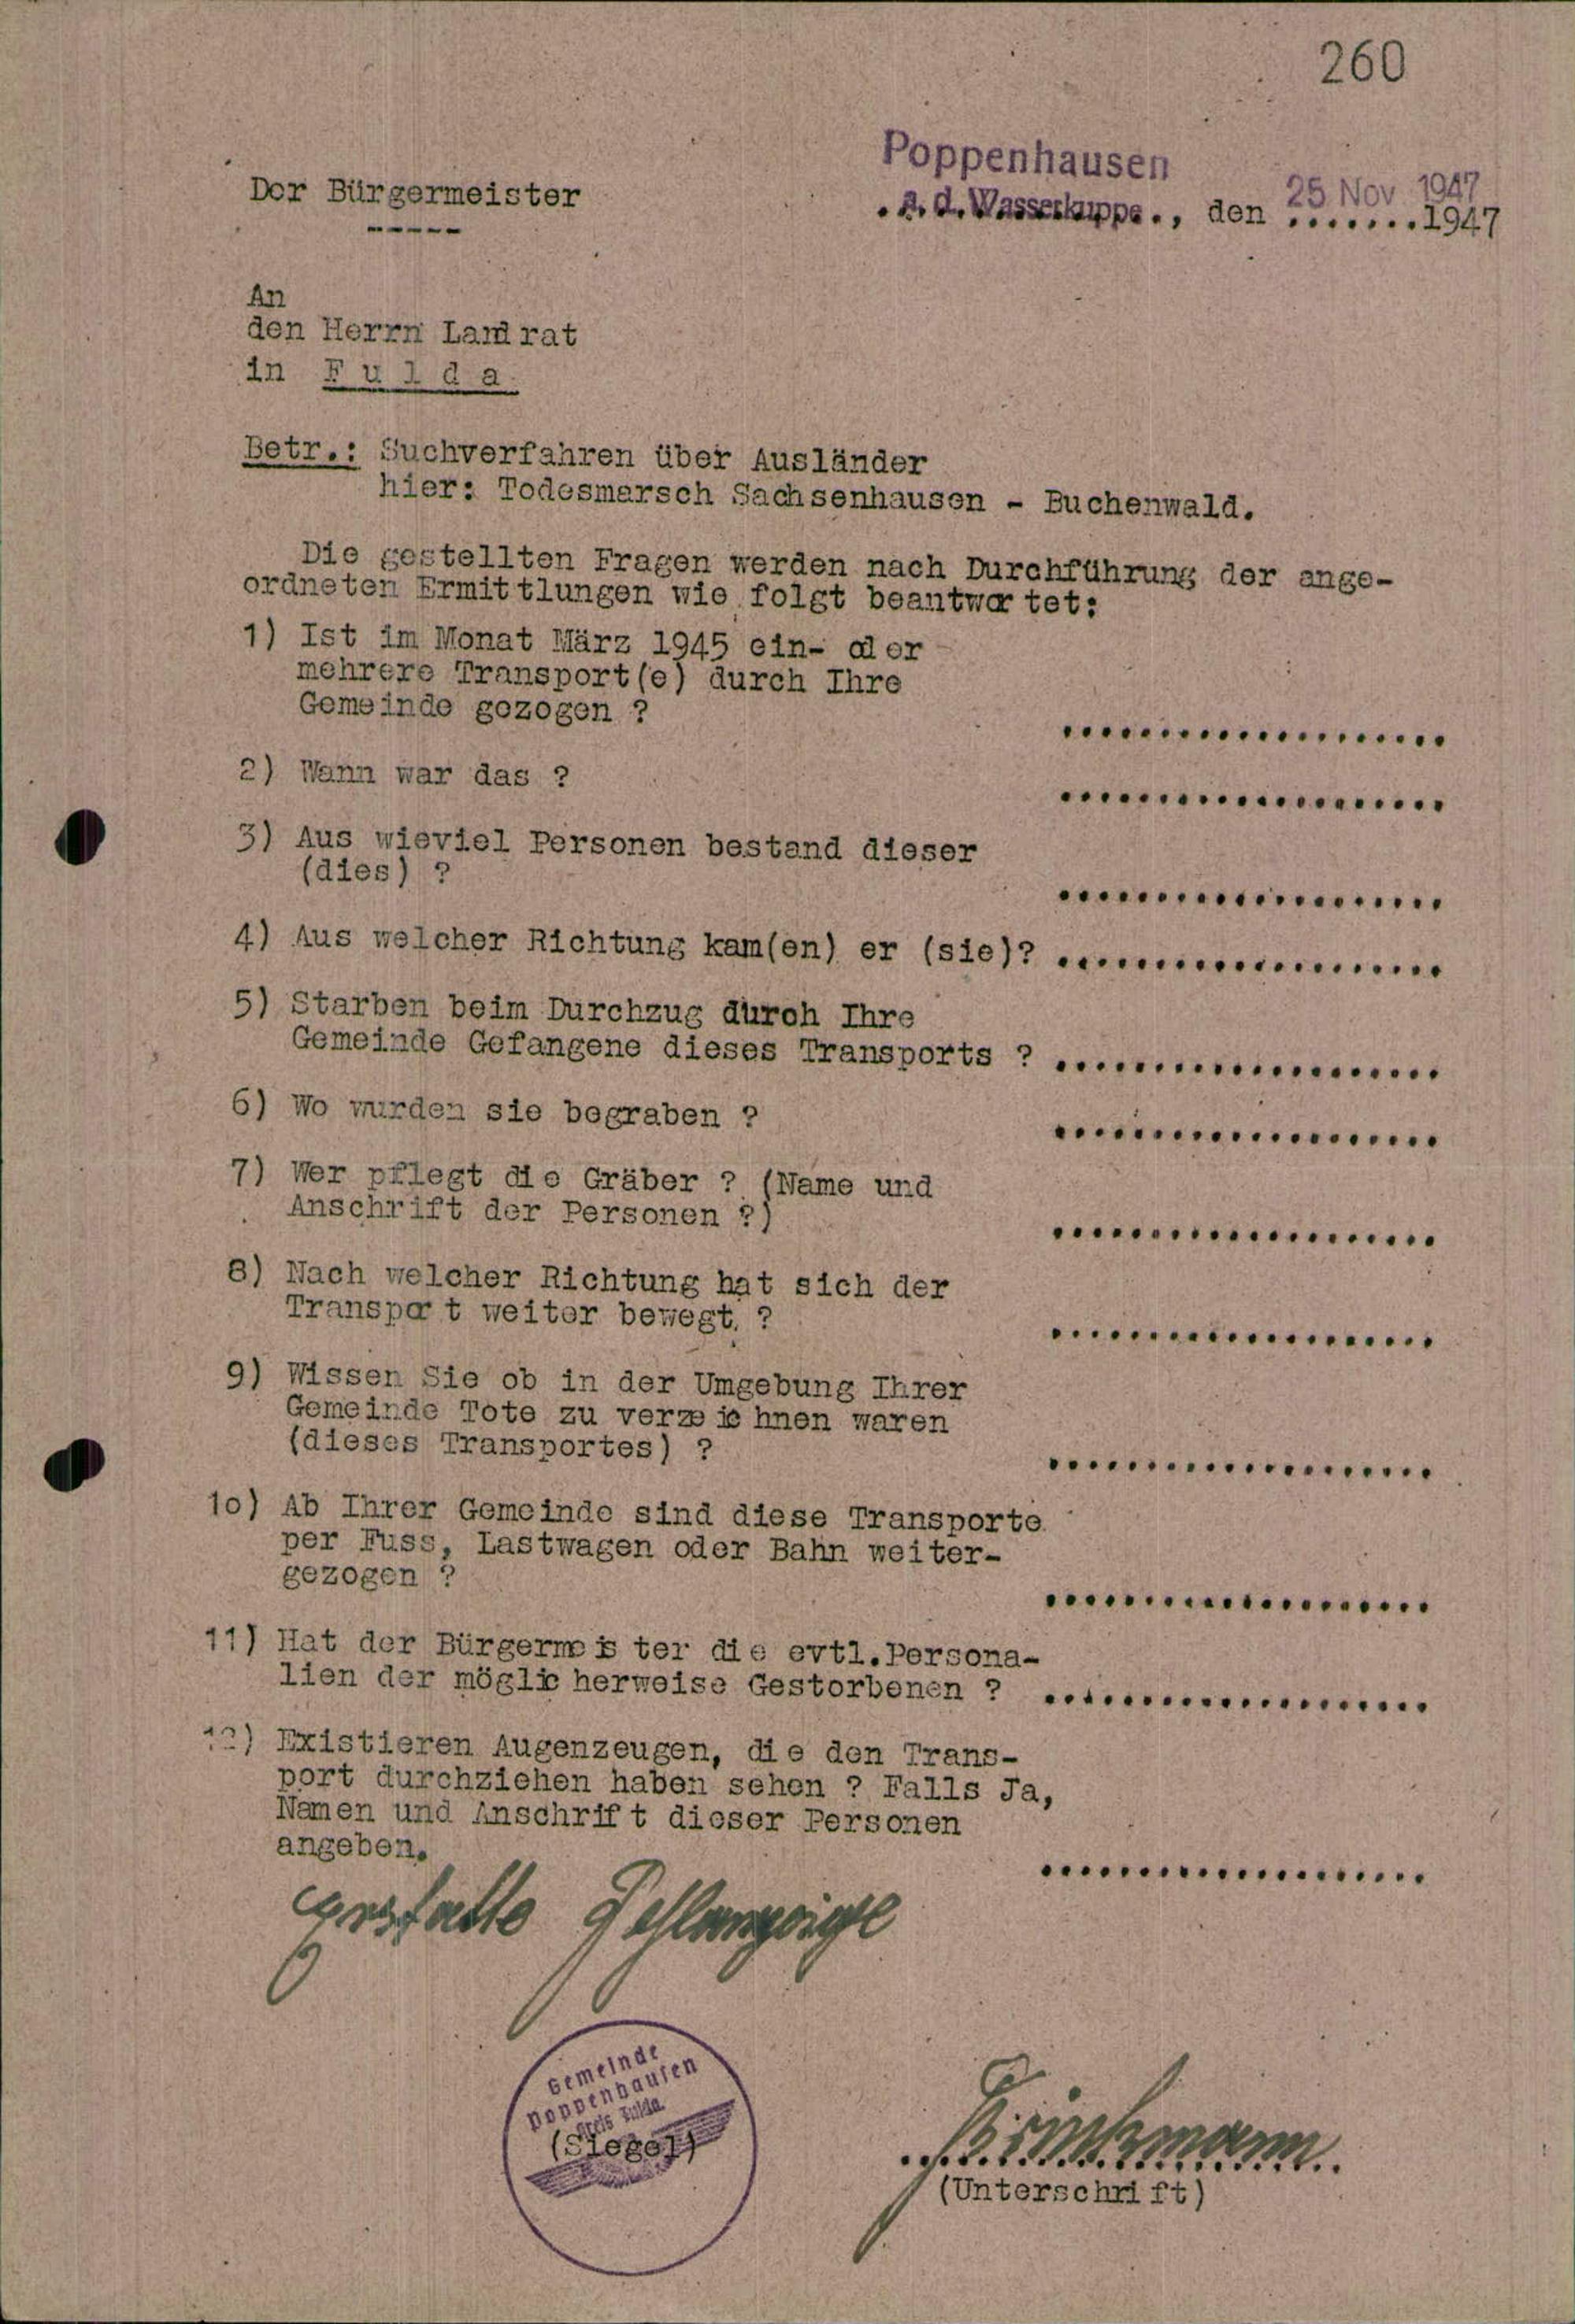 260
Poppenhausen
Der Bürgermeister
25 Nov 1947
. a. d. Wasserkuppe., den .......1947
-----
An
den Herrn Landrat
in F u l d a
Betr.: Suchverfahren über Ausländer
hier: Todesmarsch Sachsenhausen - Buchenwald.
Die gestellten Fragen werden nach Durchführung der ange-
ordneten Ermittlungen wie folgt beantwortet:
1) Ist im Monat März 1945 ein- oder
mehrere Transport(e) durch Ihre
Gemeinde gezogen ? ....................
2) Wann war das ? ....................
3) Aus wieviel Personen bestand dieser
(dies) ? ....................
4) Aus welcher Richtung kam(en) er (sie)? ....................
5) Starben beim Durchzug durch Ihre
Gemeinde Gefangene dieses Transports ? ....................
6) Wo wurden sie begraben ? ....................
7) Wer pflegt die Gräber ? (Name und
Anschrift der Personen ?) ....................
8) Nach welcher Richtung hat sich der
Transport weiter bewegt ? ....................
9) Wissen Sie ob in der Umgebung Ihrer
Gemeinde Tote zu verzeichnen waren
(dieses Transportes) ? ....................
1o) Ab Ihrer Gemeinde sind diese Transporte
per Fuss, Lastwagen oder Bahn weiter-
gezogen ? ....................
11) Hat der Bürgermeister die evtl.Persona-
lien der möglicherweise Gestorbenen ? ....................
12) Existieren Augenzeugen, die den Trans-
port durchziehen haben sehen ? Falls Ja,
Namen und Anschrift dieser Personen
angeben. ....................
erstatte Fehlanzeige
Gemeinde
Poppenhausen
Kreis Fulda
(Siegel)
(Unterschrift)